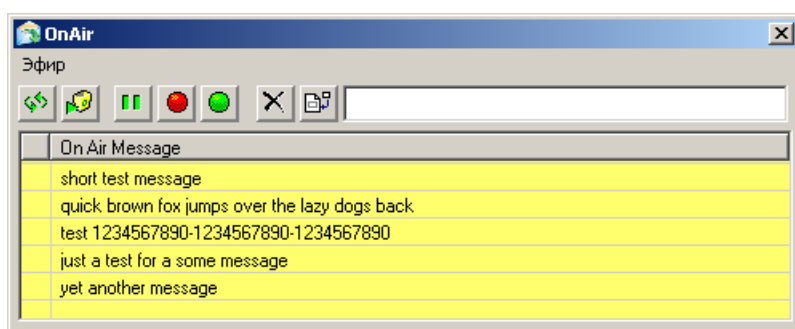 OnAir
Эфир
On Air Message
short test message
quick brown fox jumps over the lazy dogs back
test 1234567890-1234567890-1234567890
just a test for a some message
yet another message